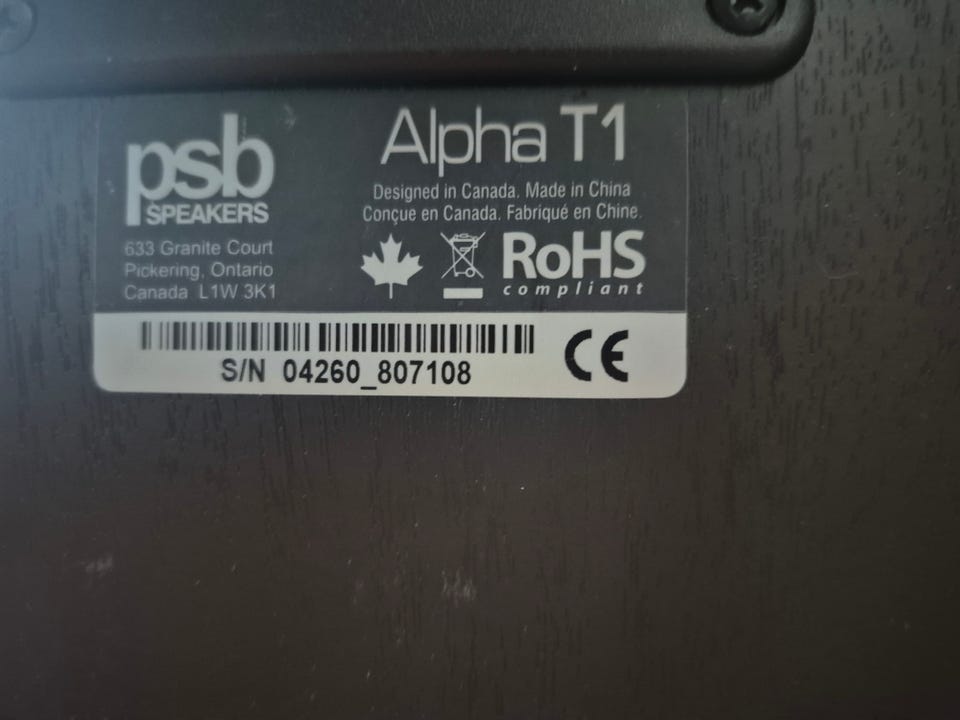 psb
SPEAKERS
633 Granite Court
Pickering, Ontario
Canada L1W 3K1
Alpha T1
Designed in Canada. Made in China
Conçue en Canada. Fabriqué en Chine.
RoHS
compliant
S/N 04260_807108
CE